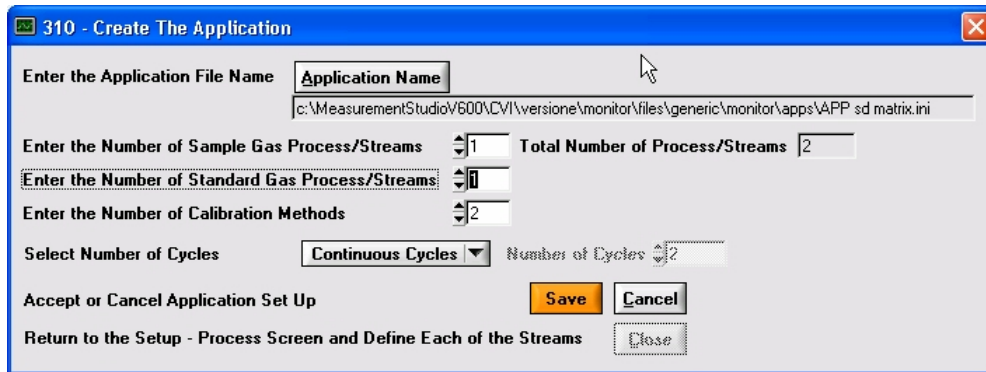 310 - Create The Application
Enter the Application File Name Application Name
c:\MeasurementStudioV600\CVI\versione\monitor\files\generic\monitor\apps\APP sd matrix.ini
Enter the Number of Sample Gas Process/Streams 1 Total Number of Process/Streams 2
Enter the Number of Standard Gas Process/Streams 1
Enter the Number of Calibration Methods 2
Select Number of Cycles Continuous Cycles Number of Cycles 2
Accept or Cancel Application Set Up Save Cancel
Return to the Setup - Process Screen and Define Each of the Streams Close